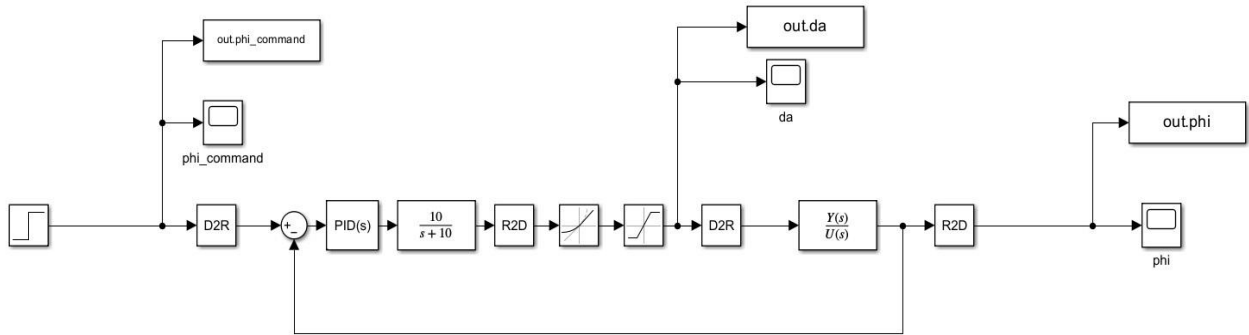 out.phi_command
out.da
da
out.phi
phi_command
D2R
+
−
PID(s)
10
s + 10
R2D
D2R
Y(s)
U(s)
R2D
phi